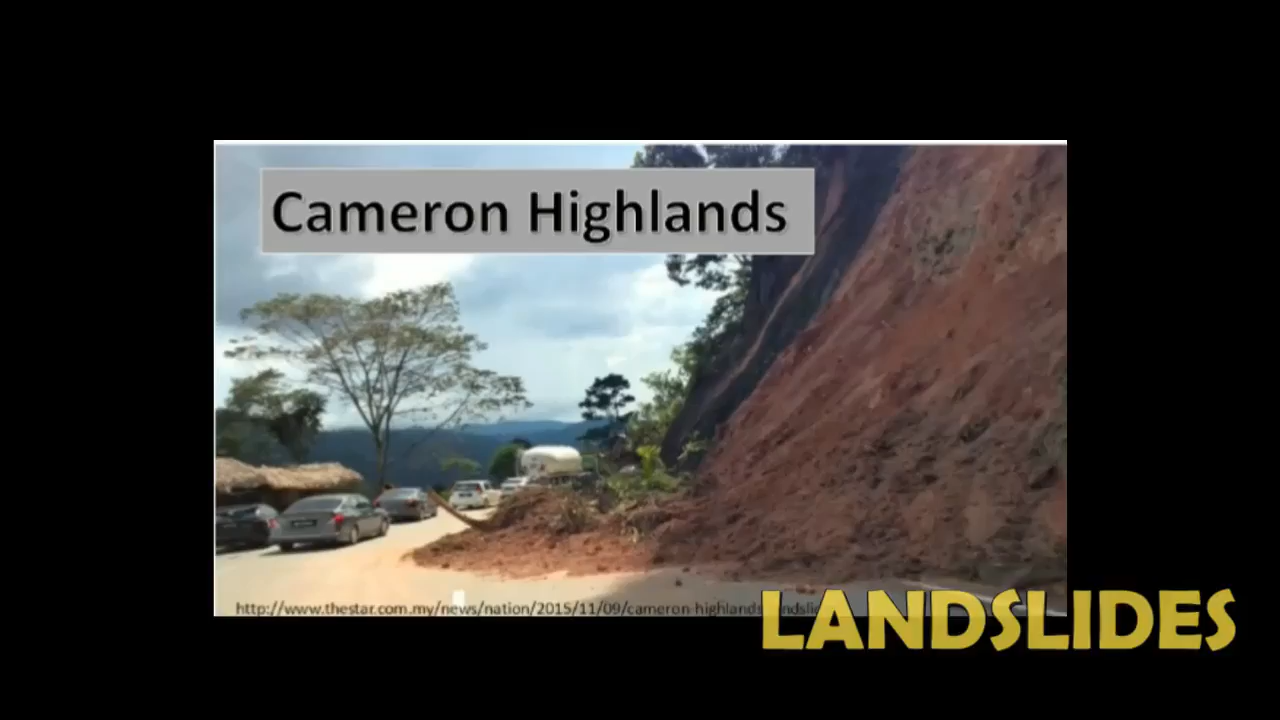 Cameron Highlands
http://www.thestar.com.my/news/nation/2015/11/09/cameron-highlands
LANDSLIDES